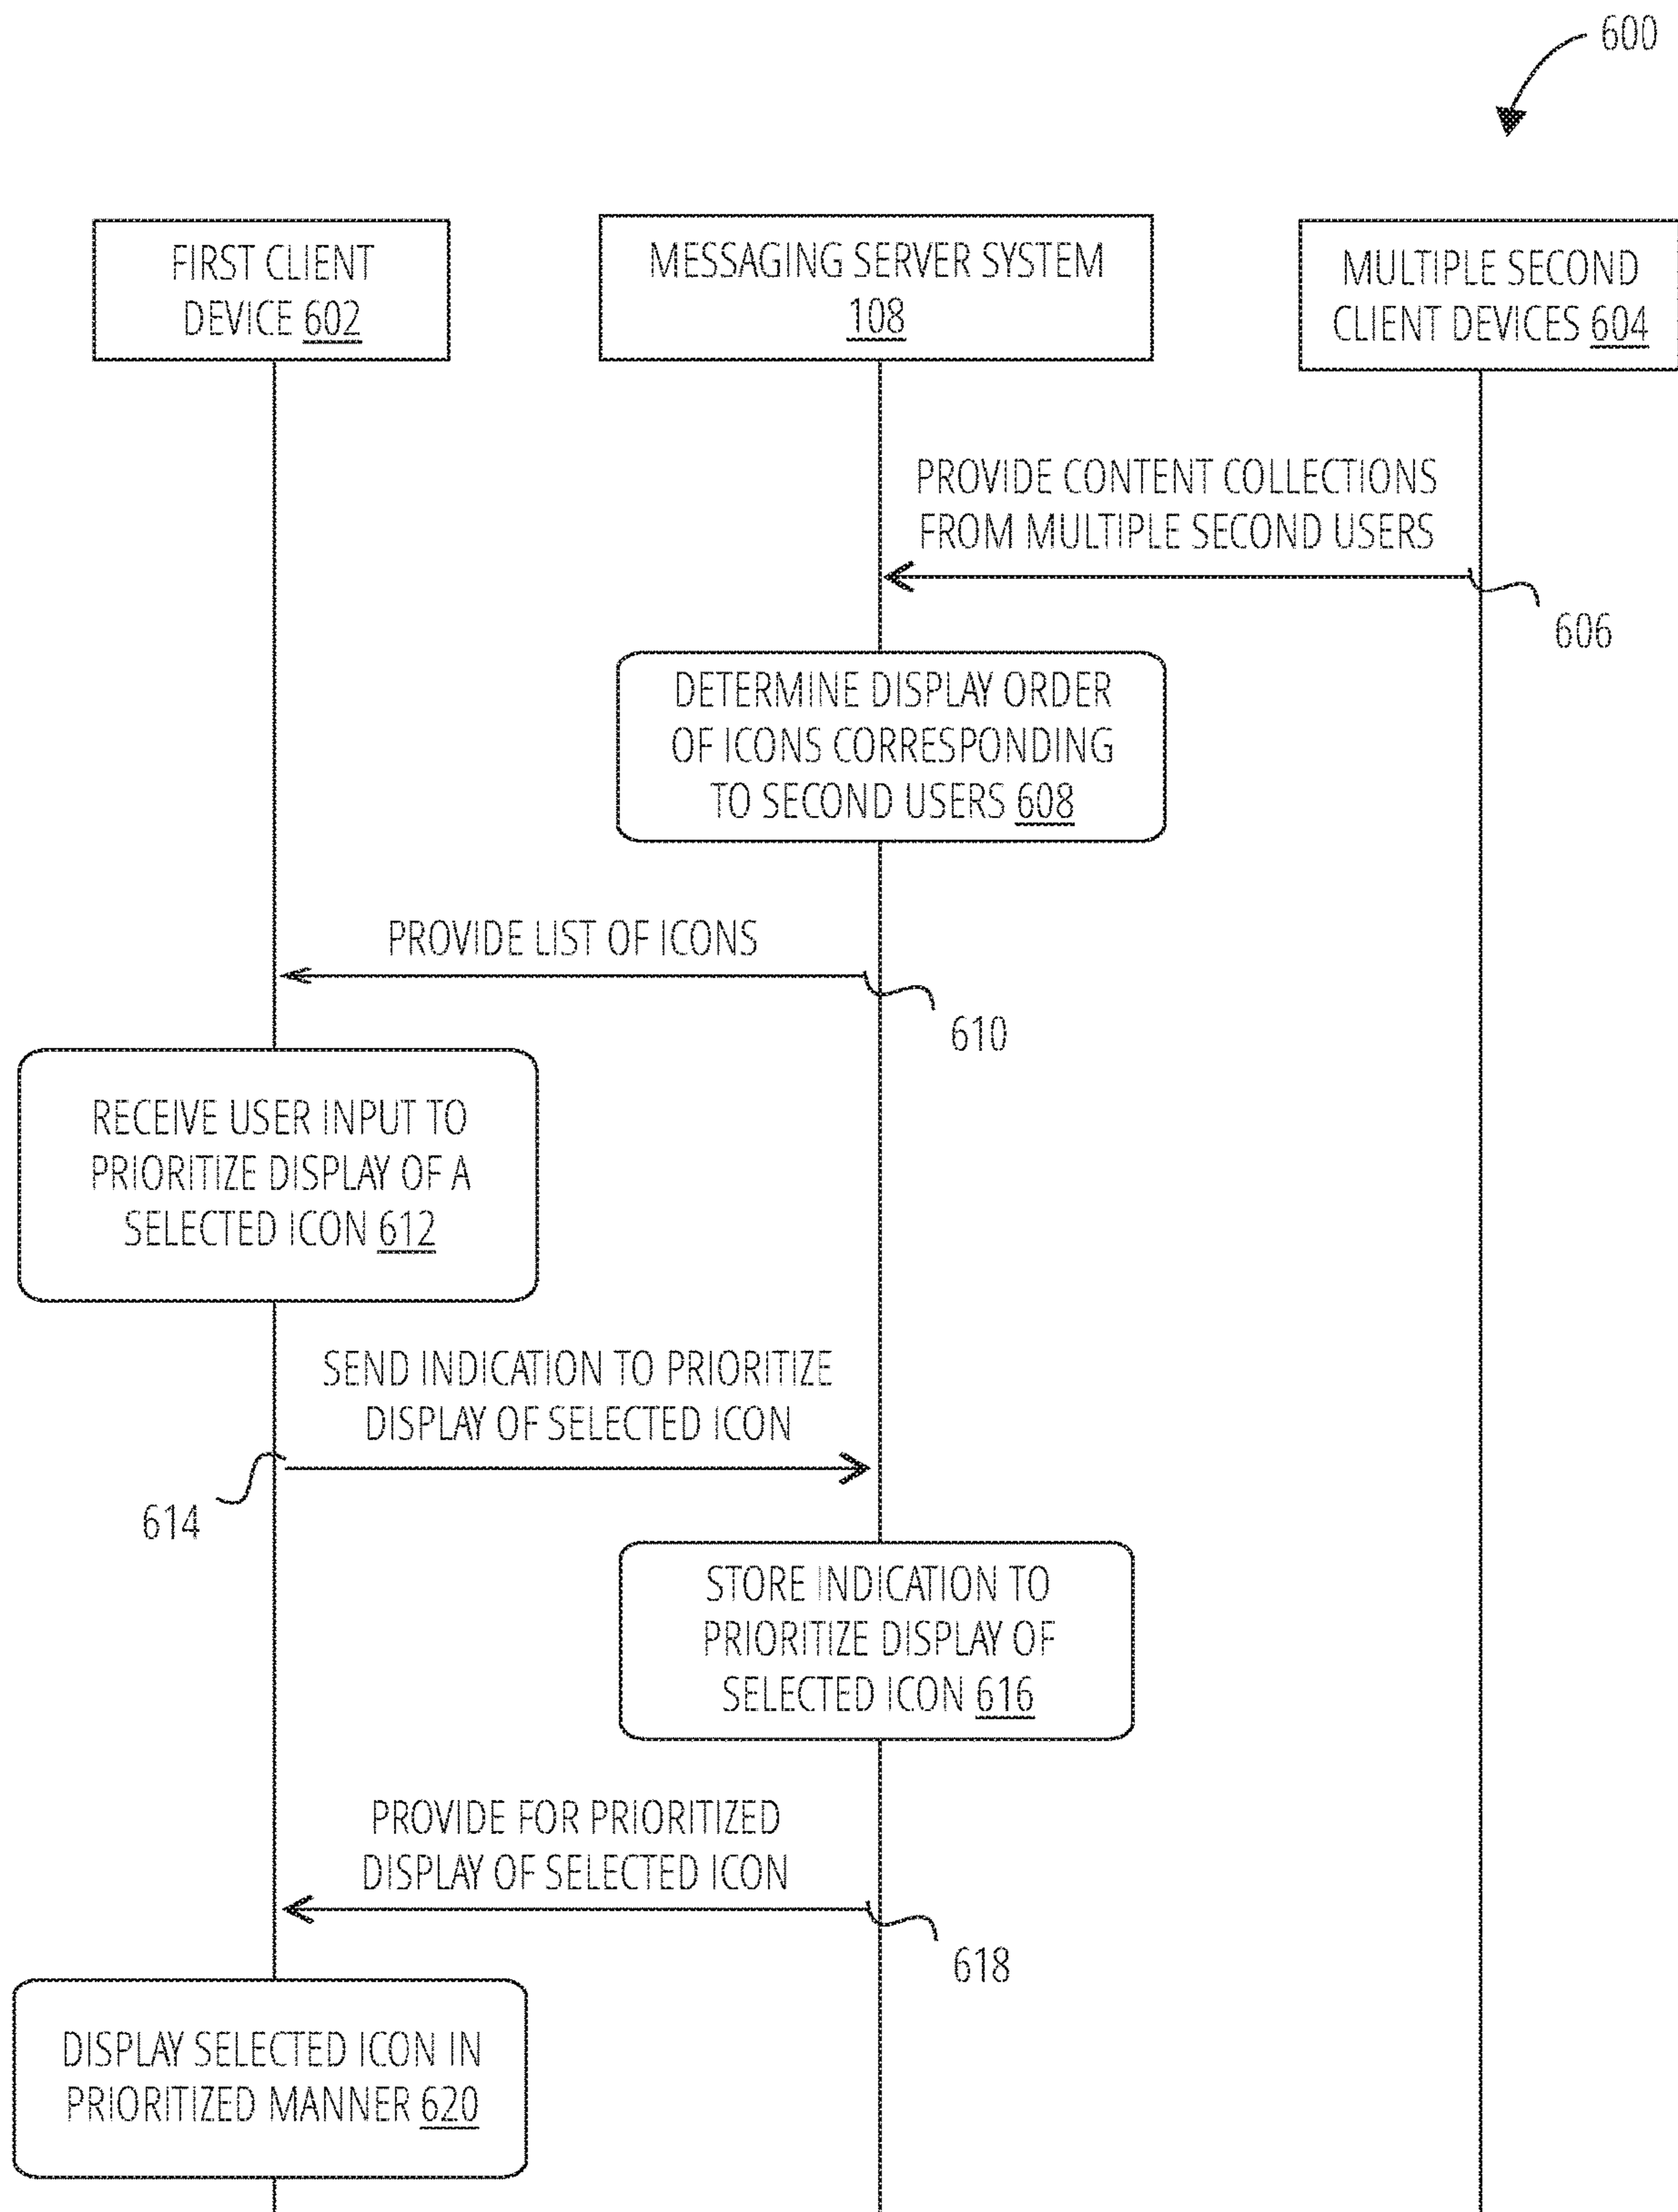 600
FIRST CLIENT
DEVICE 602
MESSAGING SERVER SYSTEM
108
MULTIPLE SECOND
CLIENT DEVICES 604
PROVIDE CONTENT COLLECTIONS
FROM MULTIPLE SECOND USERS
606
DETERMINE DISPLAY ORDER
OF ICONS CORRESPONDING
TO SECOND USERS 608
PROVIDE LIST OF ICONS
610
RECEIVE USER INPUT TO
PRIORITIZE DISPLAY OF A
SELECTED ICON 612
SEND INDICATION TO PRIORITIZE
DISPLAY OF SELECTED ICON
614
STORE INDICATION TO
PRIORITIZE DISPLAY OF
SELECTED ICON 616
PROVIDE FOR PRIORITIZED
DISPLAY OF SELECTED ICON
618
DISPLAY SELECTED ICON IN
PRIORITIZED MANNER 620